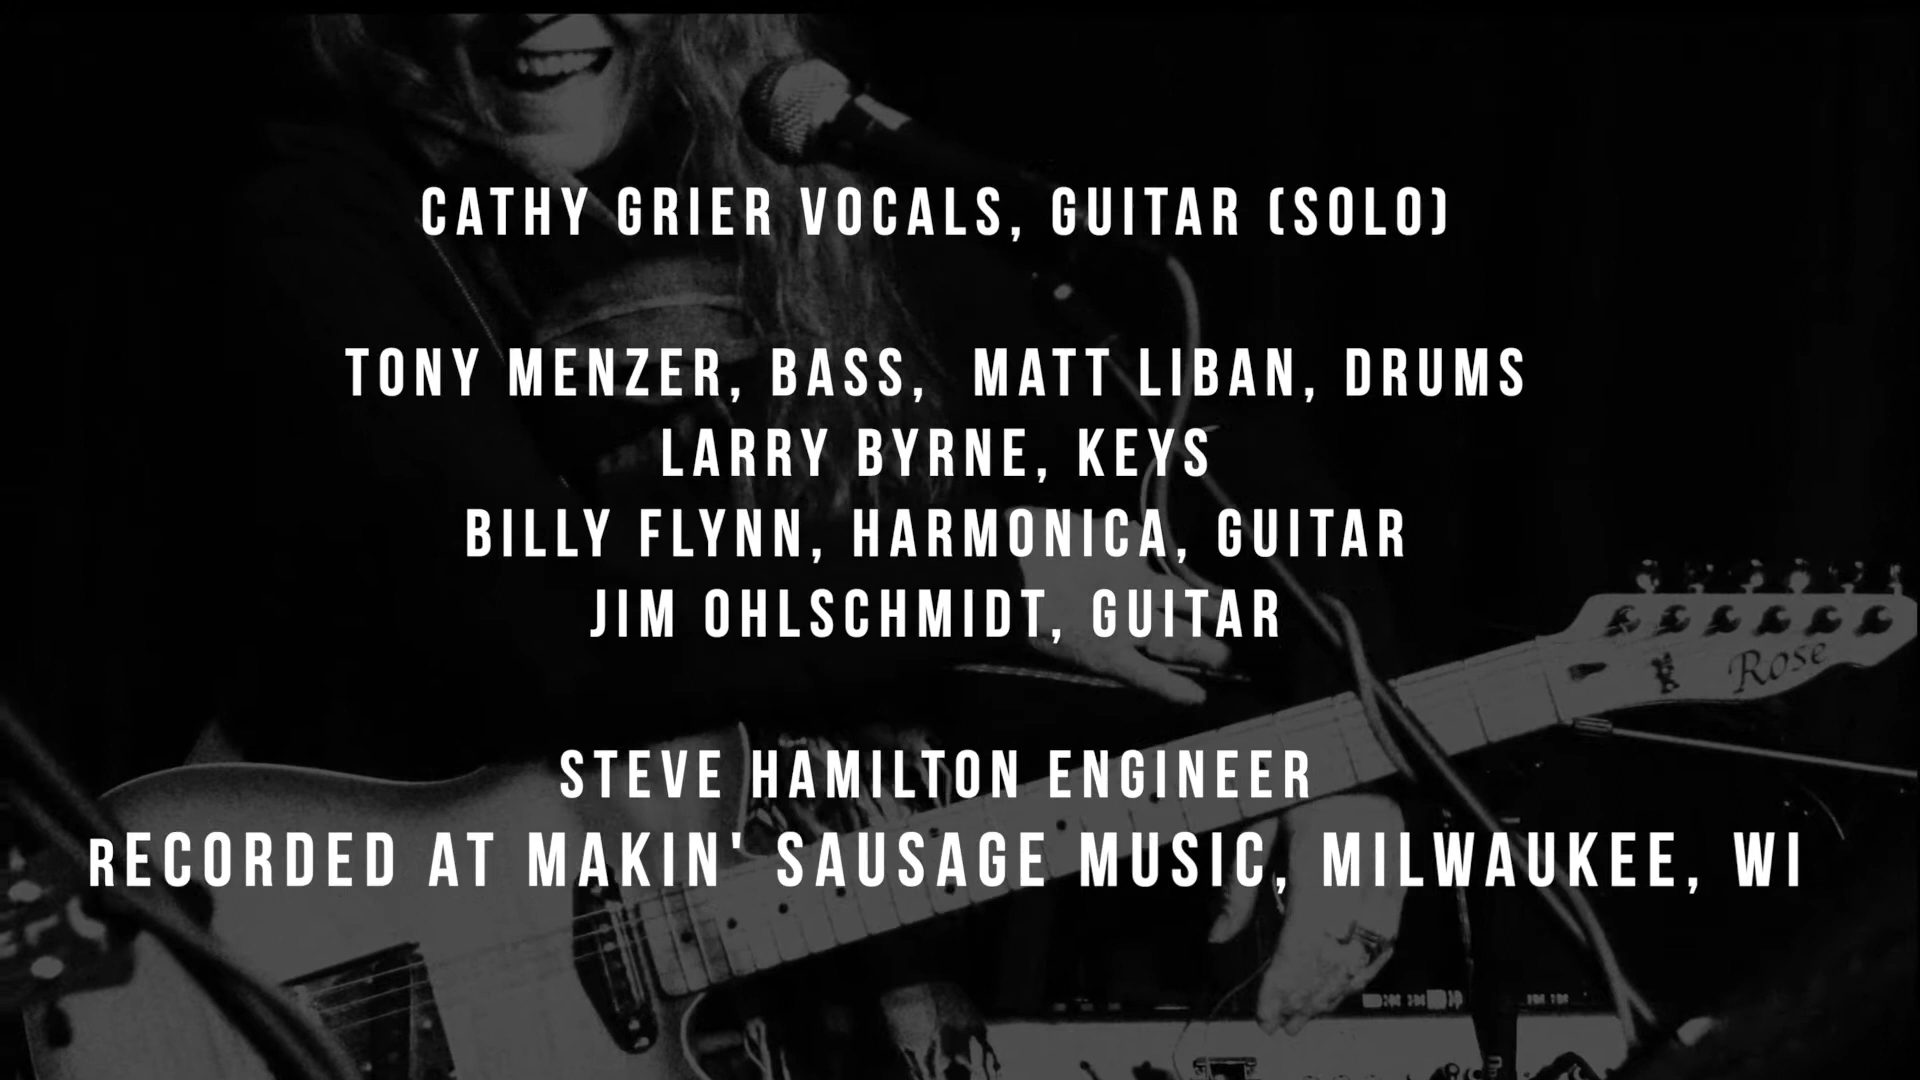 CATHY GRIER VOCALS, GUITAR (SOLO)
TONY MENZER, BASS,  MATT LIBAN, DRUMS
LARRY BYRNE, KEYS
BILLY FLYNN, HARMONICA, GUITAR
JIM OHLSCHMIDT, GUITAR
Rose
STEVE HAMILTON ENGINEER
RECORDED AT MAKIN' SAUSAGE MUSIC, MILWAUKEE, WI